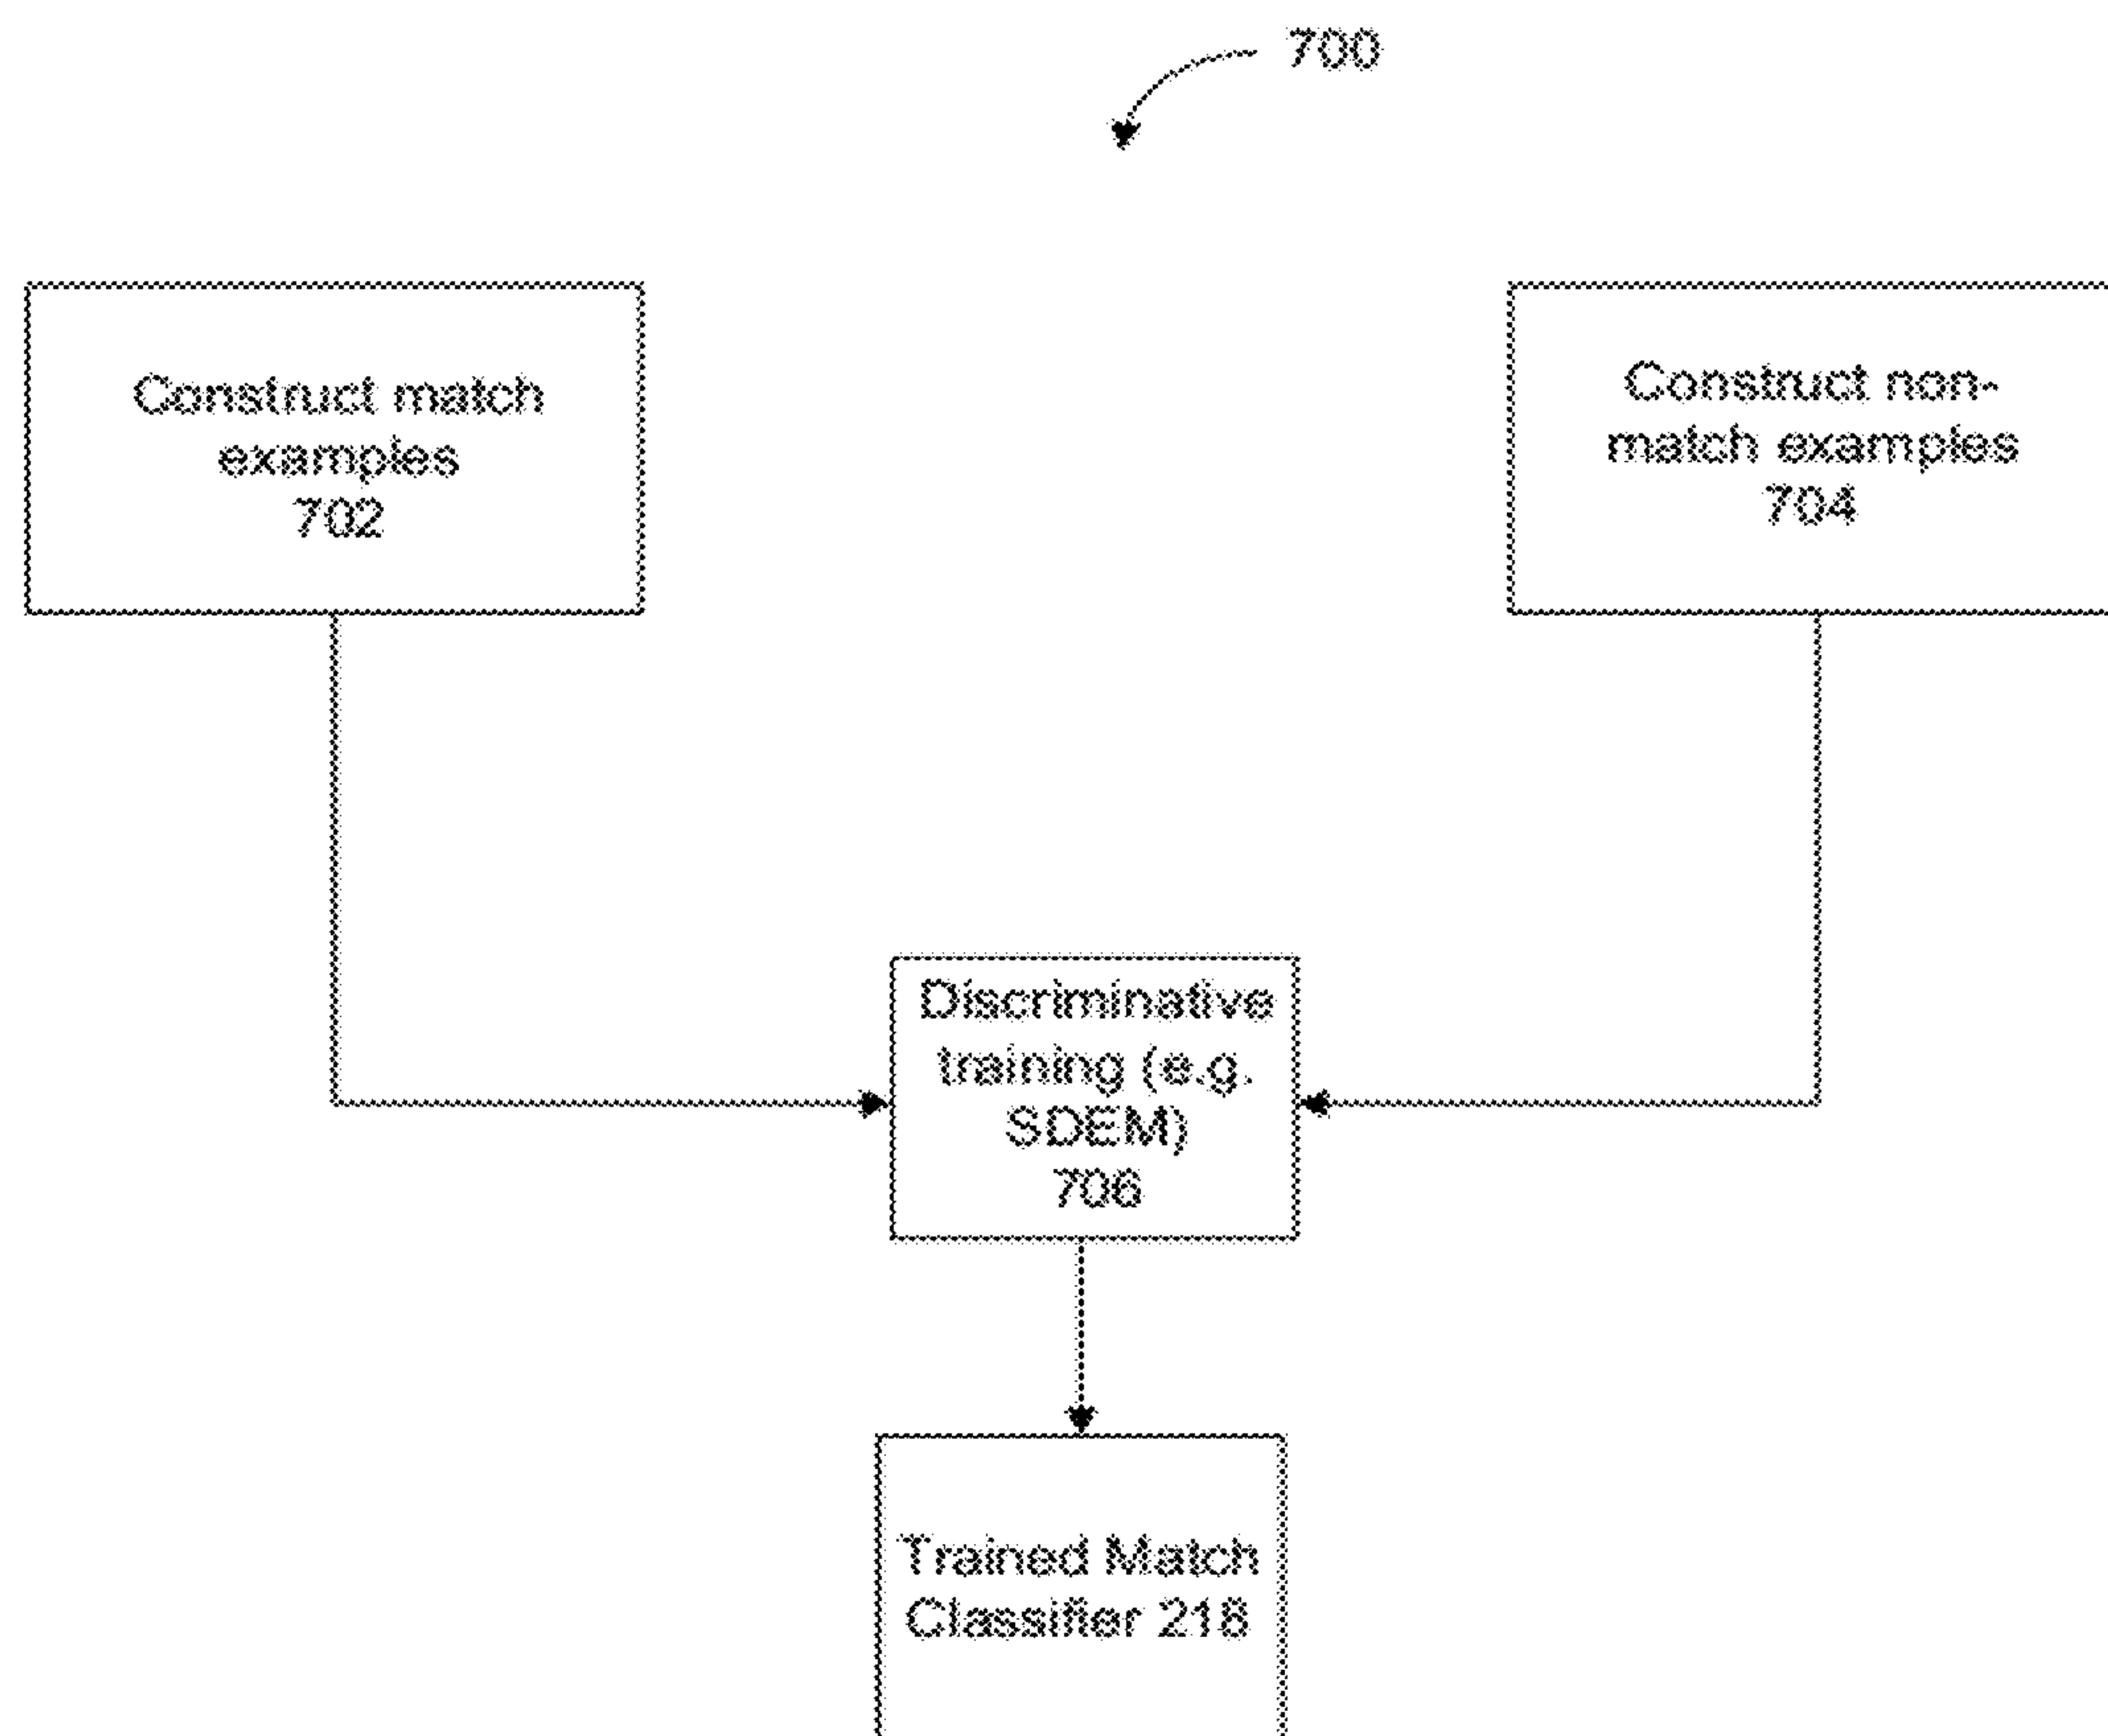 700
Construct match
examples
702
Construct non-
match examples
704
Discriminative
training (e.g.
SDEM)
706
Trained Match
Classifier 218